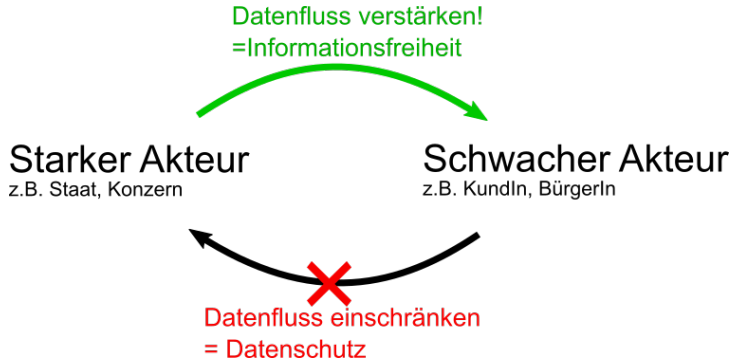 Datenfluss verstärken!
=Informationsfreiheit
Starker Akteur
z.B. Staat, Konzern
Schwacher Akteur
z.B. KundIn, BürgerIn
Datenfluss einschränken
= Datenschutz